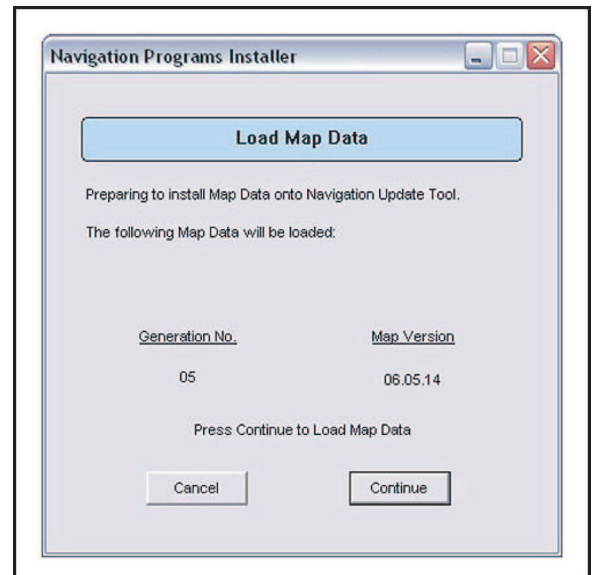 Navigation Programs Installer
Load Map Data
Preparing to install Map Data onto Navigation Update Tool.
The following Map Data will be loaded:
Generation No. Map Version
05 06.05.14
Press Continue to Load Map Data
Cancel Continue